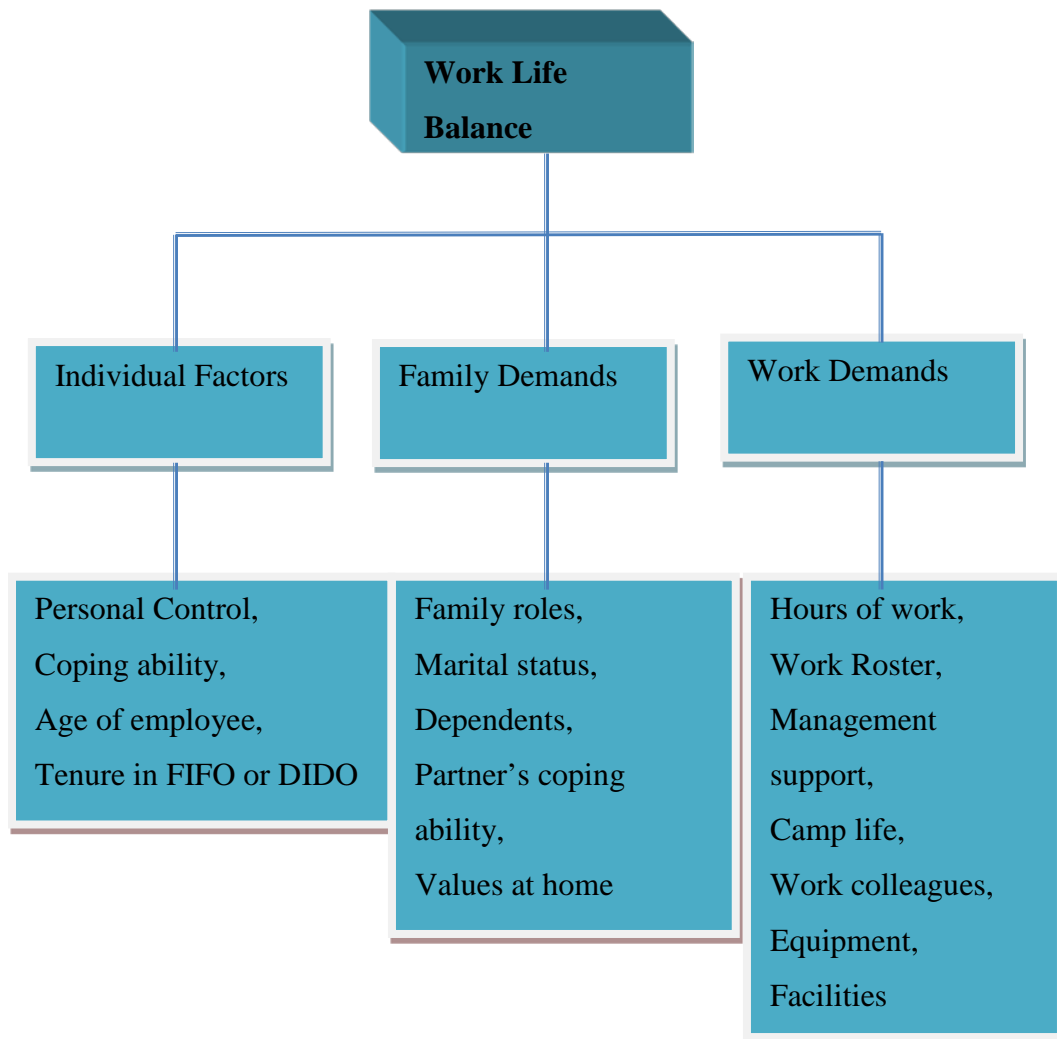 Work Life
Balance
Individual Factors
Family Demands
Work Demands
Personal Control,
Coping ability,
Age of employee,
Tenure in FIFO or DIDO
Family roles,
Marital status,
Dependents,
Partner’s coping
ability,
Values at home
Hours of work,
Work Roster,
Management
support,
Camp life,
Work colleagues,
Equipment,
Facilities